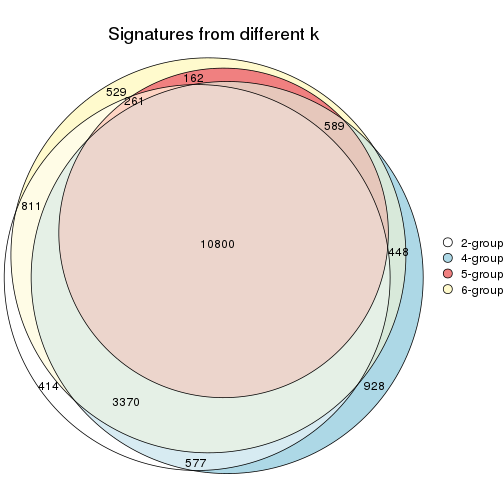 Signatures from different k
162
529
261
589
811
10800
448
2-group
4-group
5-group
6-group
414
928
3370
577